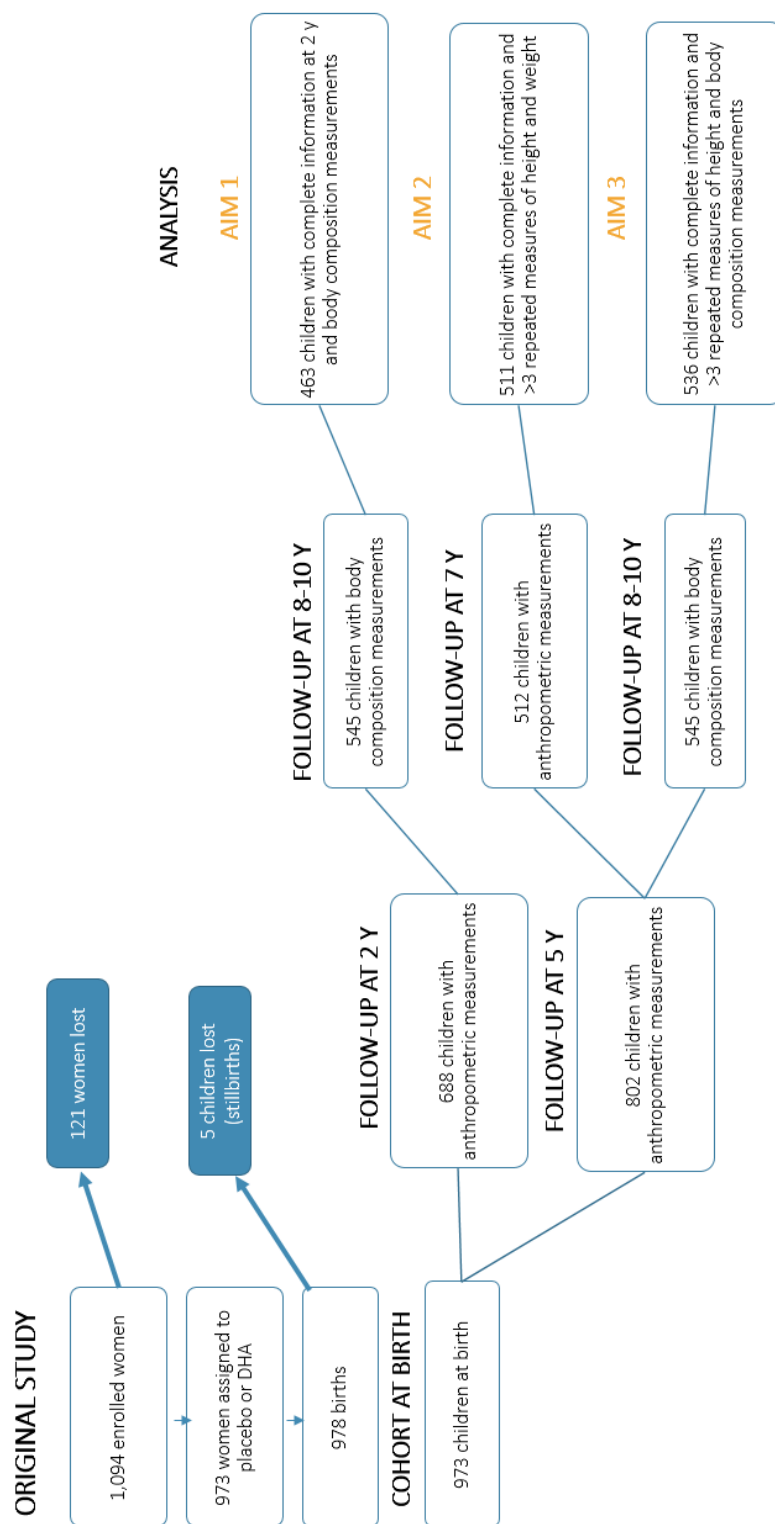 ORIGINAL STUDY
1,094 enrolled women
121 women lost
973 women assigned to
placebo or DHA
978 births
5 children lost
(stillbirths)
COHORT AT BIRTH
973 children at birth
FOLLOW-UP AT 2 Y
688 children with
anthropometric measurements
FOLLOW-UP AT 5 Y
802 children with
anthropometric measurements
FOLLOW-UP AT 8-10 Y
545 children with body
composition measurements
FOLLOW-UP AT 7 Y
512 children with
anthropometric measurements
FOLLOW-UP AT 8-10 Y
545 children with body
composition measurements
ANALYSIS
AIM 1
463 children with complete information at 2 y
and body composition measurements
AIM 2
511 children with complete information and
>3 repeated measures of height and weight
AIM 3
536 children with complete information and
>3 repeated measures of height and body
composition measurements